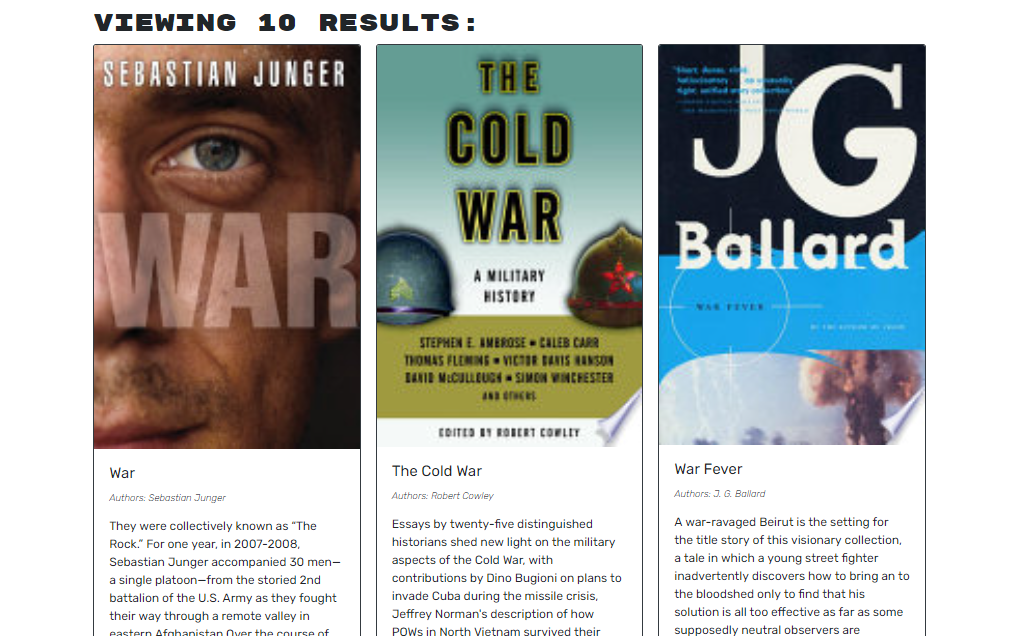 VIEWING 10 RESULTS:
SEBASTIAN JUNGER
WAR
War
Authors: Sebastian Junger
They were collectively known as “The
Rock.” For one year, in 2007-2008,
Sebastian Junger accompanied 30 men—
a single platoon—from the storied 2nd
battalion of the U.S. Army as they fought
their way through a remote valley in
eastern Afghanistan Over the course of
THE
COLD
WAR
A MILITARY
HISTORY
STEPHEN E. AMBROSE • CALEB CARR
THOMAS FLEMING • VICTOR DAVIS HANSON
DAVID McCULLOUGH • SIMON WINCHESTER
AND OTHERS
EDITED BY ROBERT COWLEY
The Cold War
Authors: Robert Cowley
Essays by twenty-five distinguished
historians shed new light on the military
aspects of the Cold War, with
contributions by Dino Bugioni on plans to
invade Cuba during the missile crisis,
Jeffrey Norman's description of how
POWs in North Vietnam survived their
JG
Ballard
WAR FEVER
War Fever
Authors: J. G. Ballard
A war-ravaged Beirut is the setting for
the title story of this visionary collection,
a tale in which a young street fighter
inadvertently discovers how to bring an to
the bloodshed only to find that his
solution is all too effective as far as some
supposedly neutral observers are